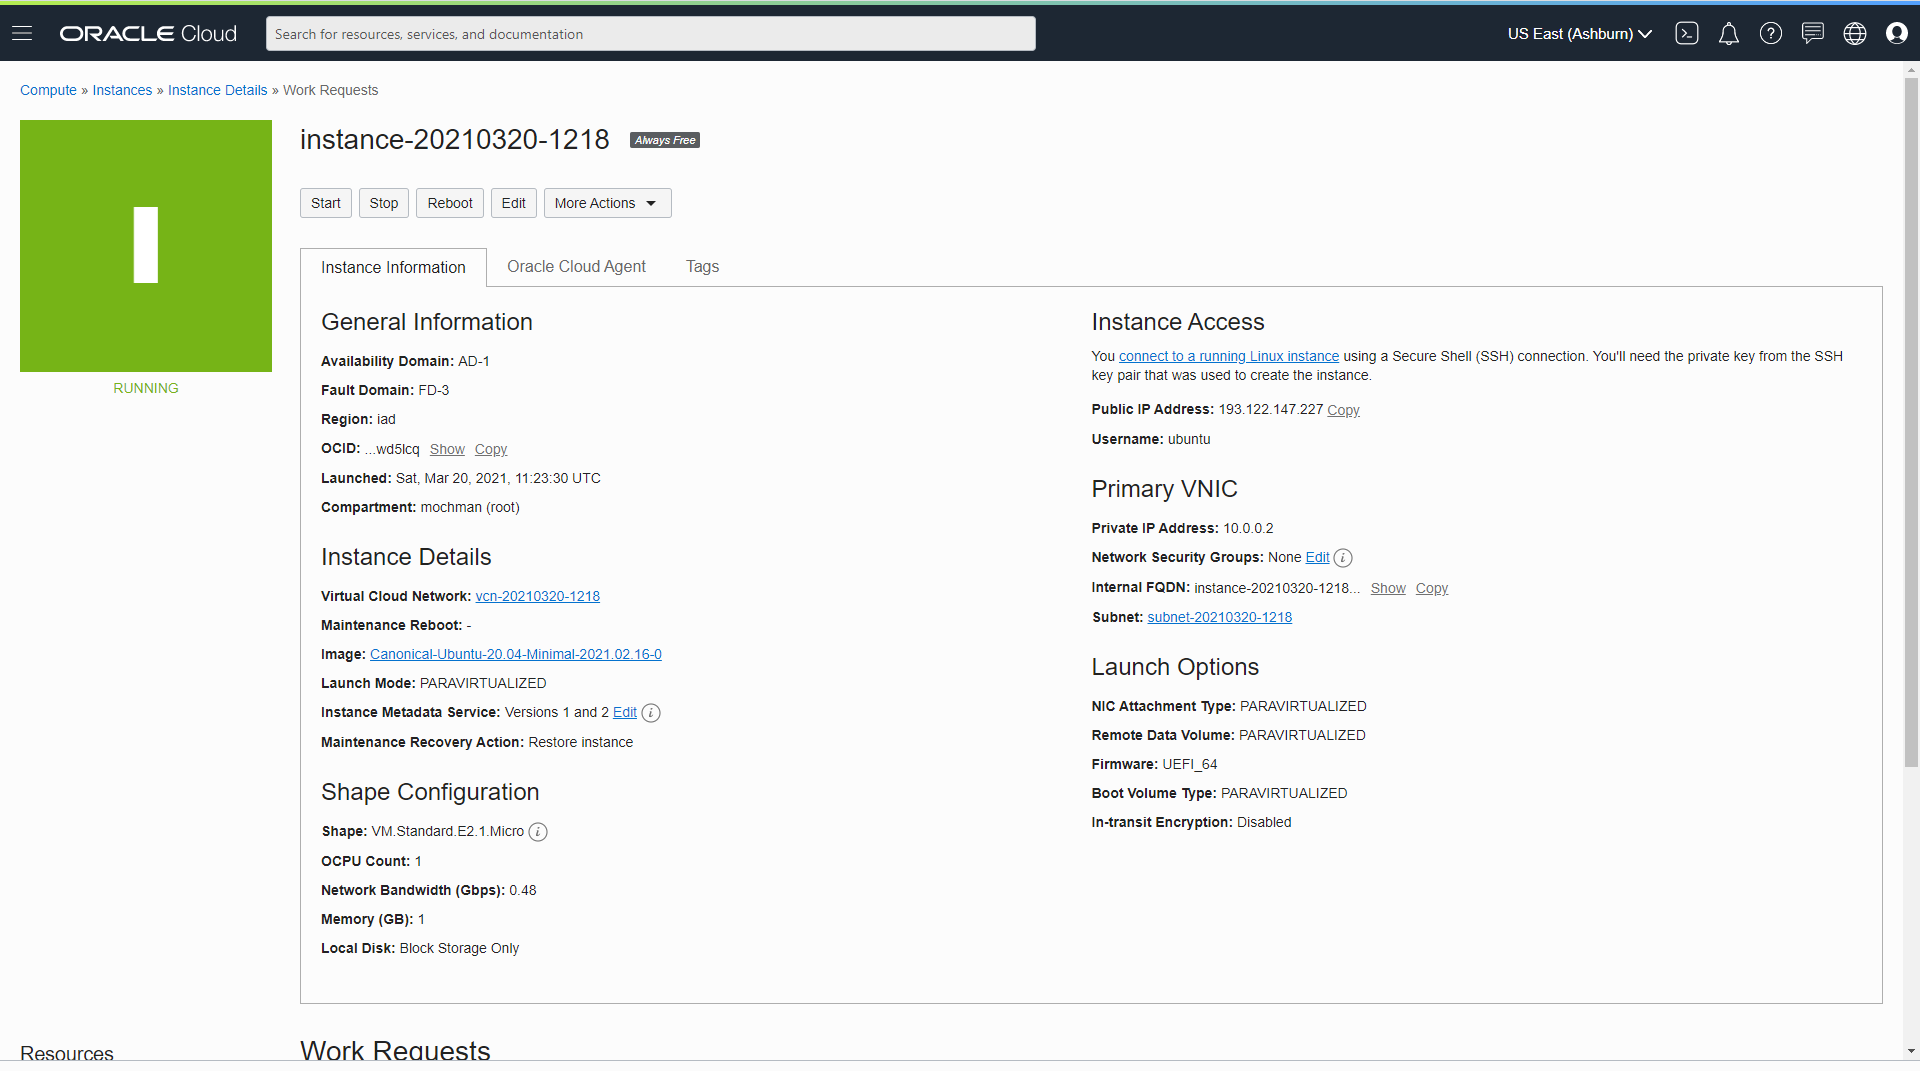 ORACLE Cloud
Search for resources, services, and documentation
US East (Ashburn)
Compute » Instances » Instance Details » Work Requests
I
RUNNING
instance-20210320-1218 Always Free
Start Stop Reboot Edit More Actions
Instance Information Oracle Cloud Agent Tags
General Information
Availability Domain: AD-1
Fault Domain: FD-3
Region: iad
OCID: ...wd5lcq Show Copy
Launched: Sat, Mar 20, 2021, 11:23:30 UTC
Compartment: mochman (root)
Instance Details
Virtual Cloud Network: vcn-20210320-1218
Maintenance Reboot: -
Image: Canonical-Ubuntu-20.04-Minimal-2021.02.16-0
Launch Mode: PARAVIRTUALIZED
Instance Metadata Service: Versions 1 and 2 Edit i
Maintenance Recovery Action: Restore instance
Shape Configuration
Shape: VM.Standard.E2.1.Micro i
OCPU Count: 1
Network Bandwidth (Gbps): 0.48
Memory (GB): 1
Local Disk: Block Storage Only
Instance Access
You connect to a running Linux instance using a Secure Shell (SSH) connection. You'll need the private key from the SSH
key pair that was used to create the instance.
Public IP Address: 193.122.147.227 Copy
Username: ubuntu
Primary VNIC
Private IP Address: 10.0.0.2
Network Security Groups: None Edit i
Internal FQDN: instance-20210320-1218... Show Copy
Subnet: subnet-20210320-1218
Launch Options
NIC Attachment Type: PARAVIRTUALIZED
Remote Data Volume: PARAVIRTUALIZED
Firmware: UEFI_64
Boot Volume Type: PARAVIRTUALIZED
In-transit Encryption: Disabled
Resources
Work Requests